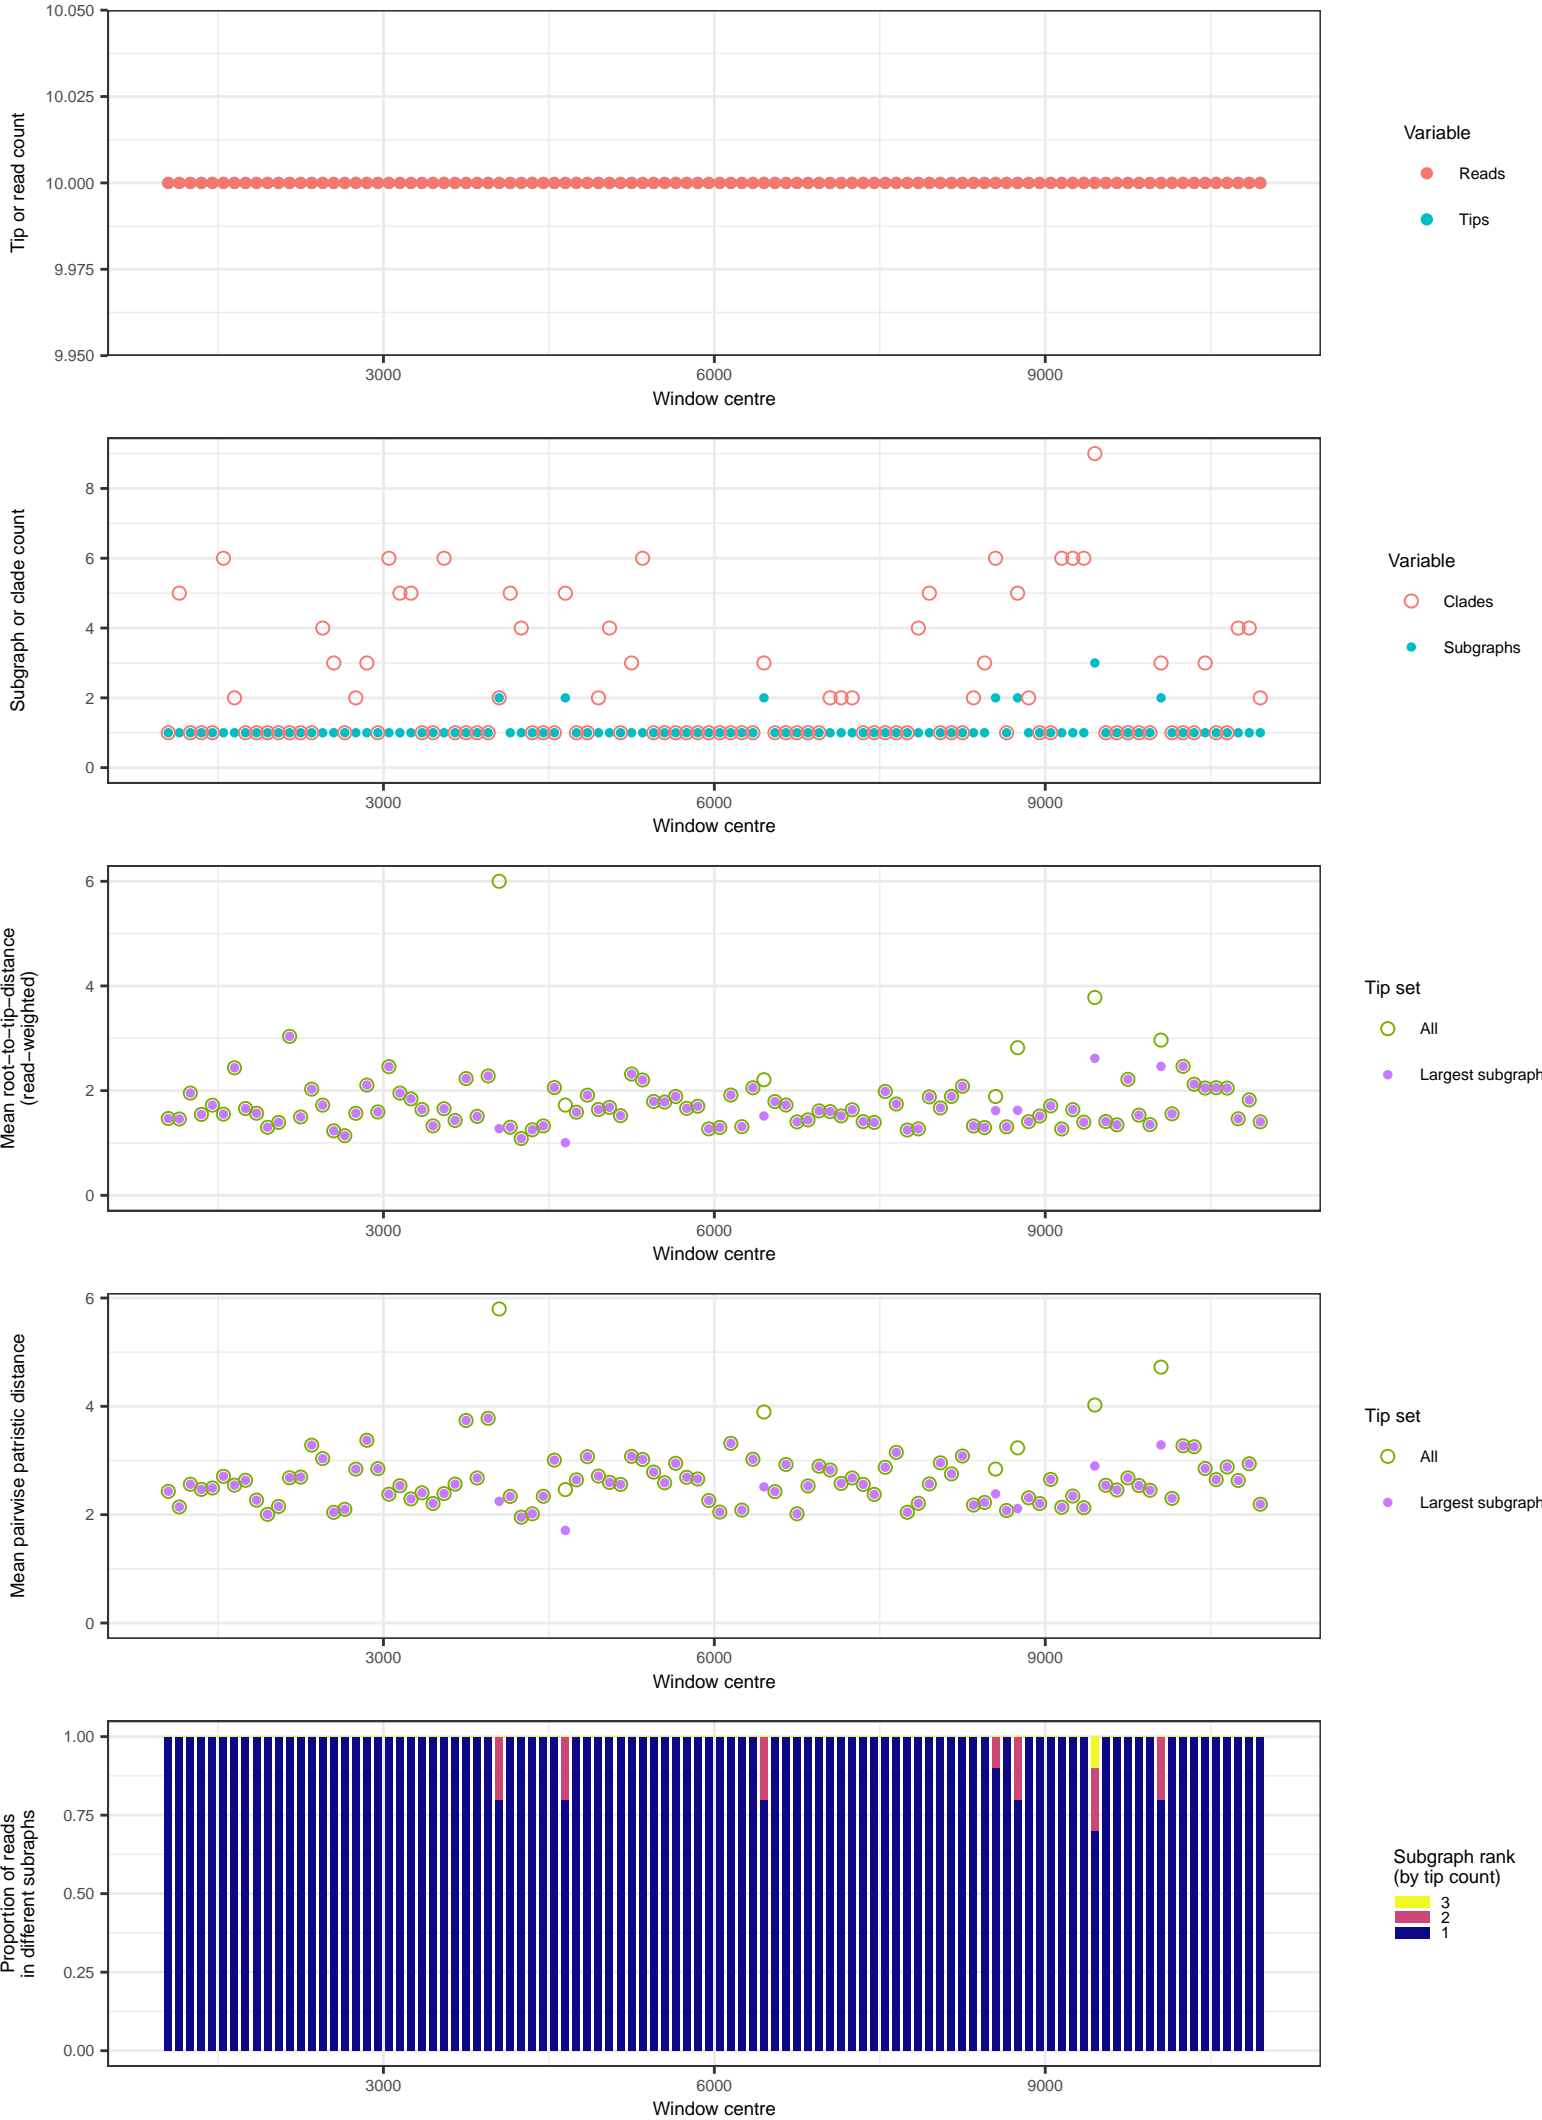 10.050
10.025
10.000
9.975
9.950
Tip or read count
3000 6000 9000
Window centre
Variable
Reads
Tips
8
6
4
2
0
Subgraph or clade count
3000 6000 9000
Window centre
Variable
Clades
Subgraphs
6
4
2
0
Mean root−to−tip−distance
(read−weighted)
3000 6000 9000
Window centre
Tip set
All
Largest subgraph
6
4
2
0
Mean pairwise patristic distance
3000 6000 9000
Window centre
Tip set
All
Largest subgraph
1.00
0.75
0.50
0.25
0.00
Proportion of reads
in different subraphs
3000 6000 9000
Window centre
Subgraph rank
(by tip count)
3
2
1